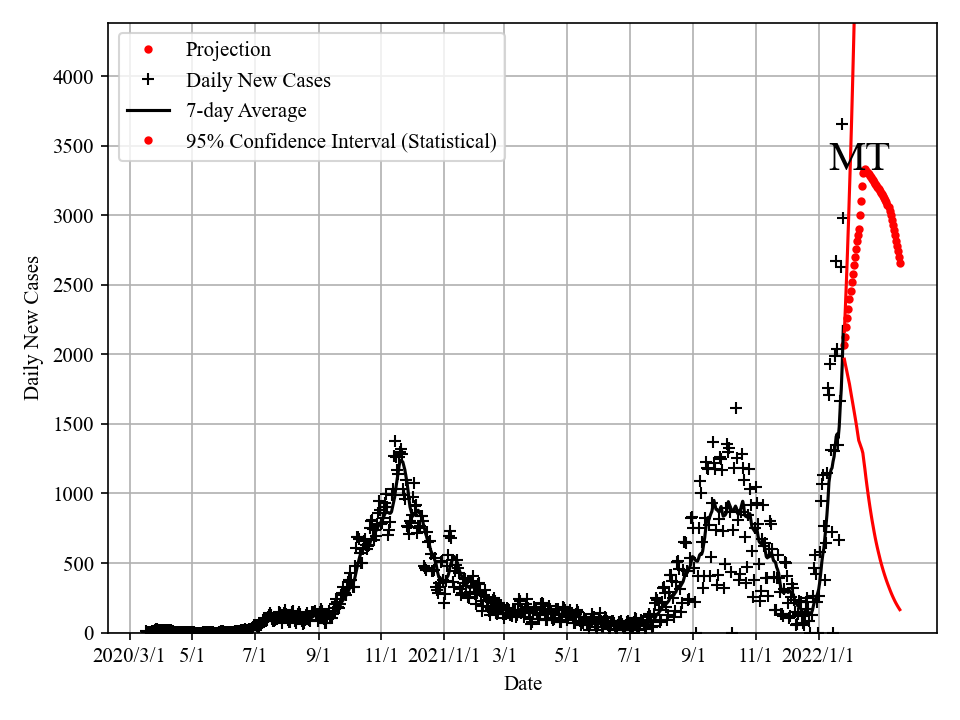 Projection
Daily New Cases
7-day Average
95% Confidence Interval (Statistical)
MT
4000
3500
3000
2500
2000
1500
1000
500
0
Daily New Cases
2020/3/1 5/1 7/1 9/1 11/1 2021/1/1 3/1 5/1 7/1 9/1 11/1 2022/1/1
Date